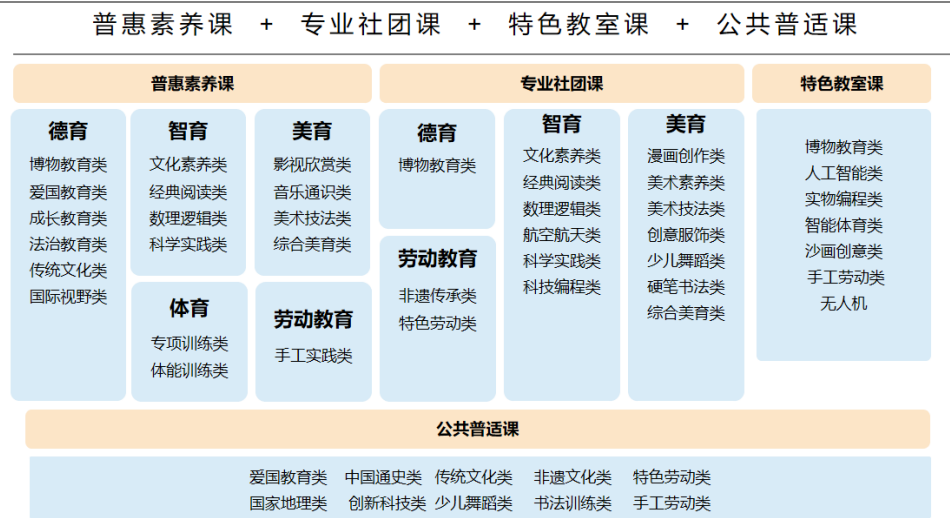 普惠素养课 + 专业社团课 + 特色教室课 + 公共普适课
普惠素养课
德育
博物教育类
爱国教育类
成长教育类
法治教育类
传统文化类
国际视野类
智育
文化素养类
经典阅读类
数理逻辑类
科学实践类
美育
影视欣赏类
音乐通识类
美术技法类
综合美育类
体育
专项训练类
体能训练类
劳动教育
手工实践类
专业社团课
德育
博物教育类
劳动教育
非遗传承类
特色劳动类
智育
文化素养类
经典阅读类
数理逻辑类
航空航天类
科学实践类
科技编程类
美育
漫画创作类
美术素养类
美术技法类
创意服饰类
少儿舞蹈类
硬笔书法类
综合美育类
特色教室课
博物教育类
人工智能类
实物编程类
智能体育类
沙画创意类
手工劳动类
无人机
公共普适课
爱国教育类 中国通史类 传统文化类 非遗文化类 特色劳动类
国家地理类 创新科技类 少儿舞蹈类 书法训练类 手工劳动类